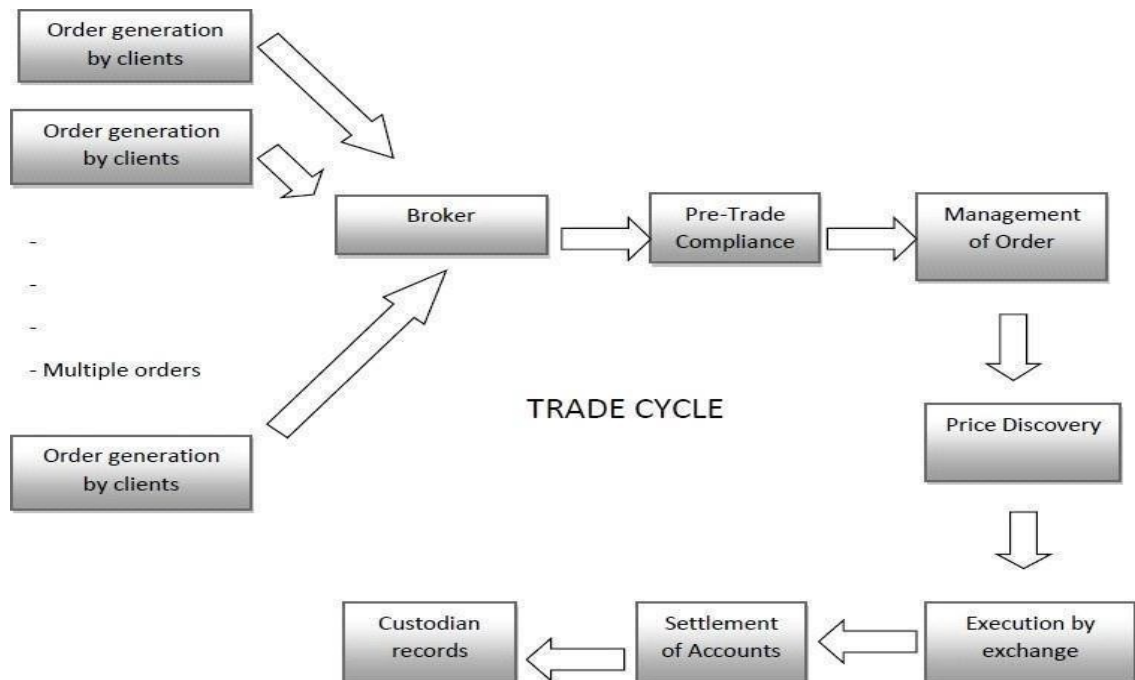 Order generation
by clients
Order generation
by clients
-
-
-
- Multiple orders
Order generation
by clients
Broker
Pre-Trade
Compliance
Management
of Order
TRADE CYCLE
Price Discovery
Execution by
exchange
Settlement
of Accounts
Custodian
records